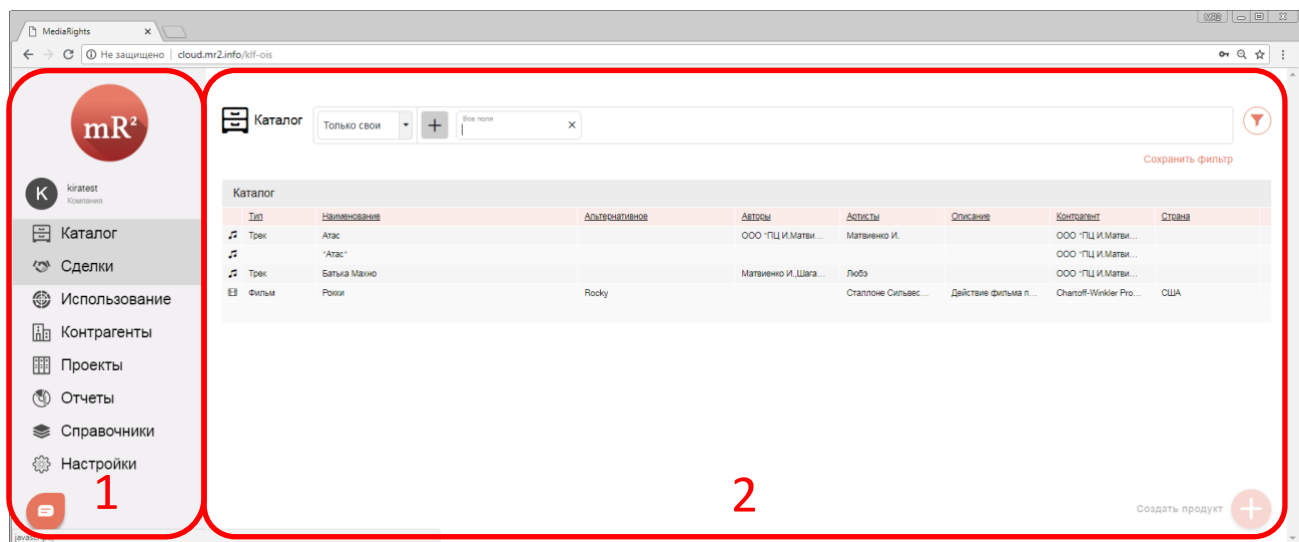 MediaRights
Не защищено | cloud.mr2.info/klf-ois
mR²
K
kiratest
Компания
Каталог
Сделки
Использование
Контрагенты
Проекты
Отчеты
Справочники
Настройки
1
Каталог
Только свои
Все поля
Сохранить фильтр
Каталог
Тип Наименование Альтернативное Авторы Артисты Описание Контрагент Страна
Трек Атас ООО "ПЦ И.Матви... Матвиенко И. ООО "ПЦ И.Матви...
"Атас" ООО "ПЦ И.Матви...
Трек Батька Махно Матвиенко И.,Шага... Любэ ООО "ПЦ И.Матви...
Фильм Рокки Rocky Сталлоне Сильвес... Действие фильма п... Chartoff-Winkler Pro... США
2
Создать продукт